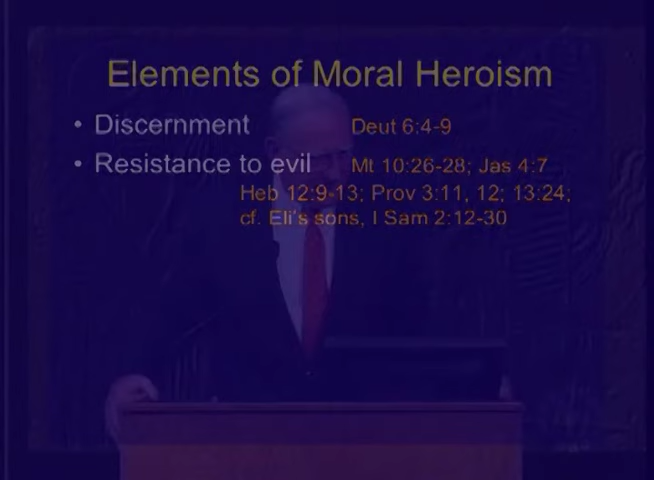 Elements of Moral Heroism
• Discernment Deut 6:4-9
• Resistance to evil Mt 10:26-28; Jas 4:7
Heb 12:9-13; Prov 3:11, 12; 13:24;
cf. Eli's sons, I Sam 2:12-30